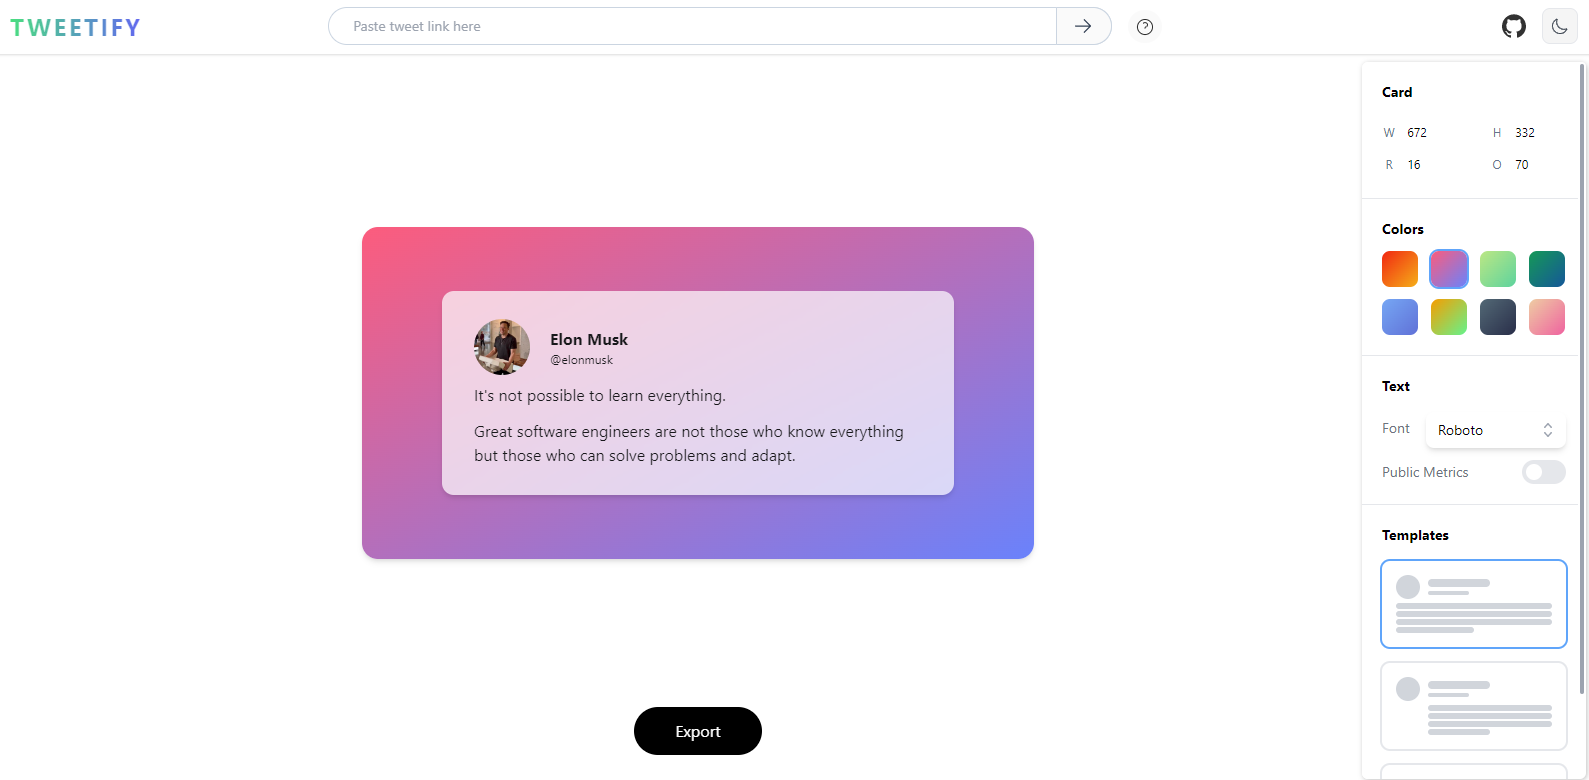 TWEETIFY
Paste tweet link here
Card
W 672 H 332
R 16 O 70
Colors
Elon Musk
@elonmusk
It's not possible to learn everything.
Great software engineers are not those who know everything
but those who can solve problems and adapt.
Text
Font Roboto
Public Metrics
Templates
Export